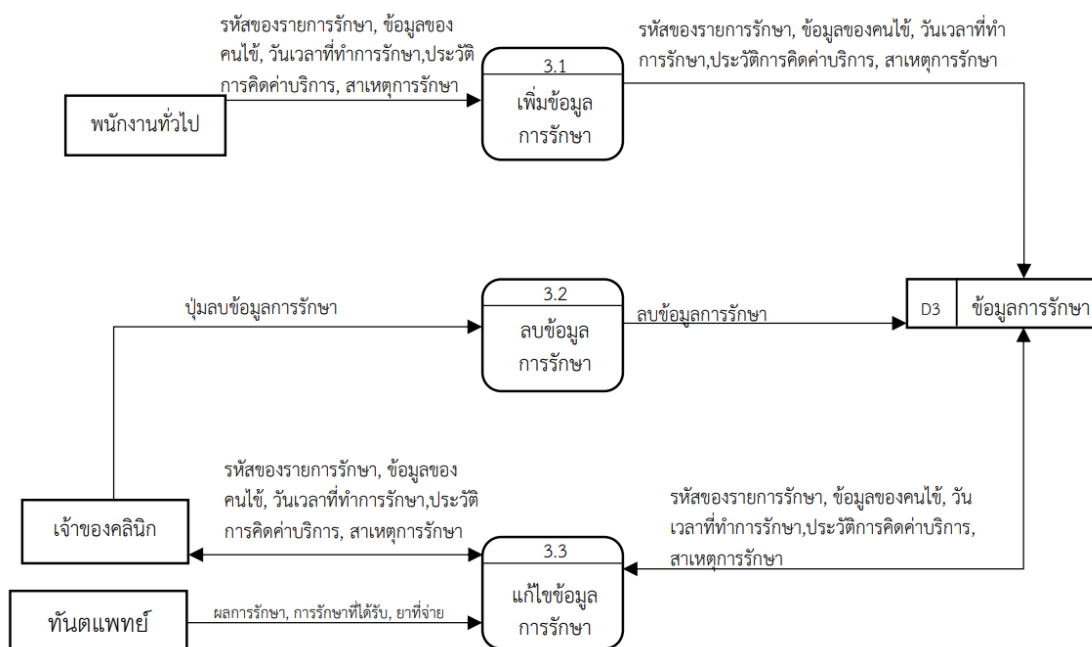 รหัสของรายการรักษา, ข้อมูลของ
คนไข้, วันเวลาที่ทำการรักษา,ประวัติ
การคิดค่าบริการ, สาเหตุการรักษา
พนักงานทั่วไป
3.1
เพิ่มข้อมูล
การรักษา
รหัสของรายการรักษา, ข้อมูลของคนไข้, วันเวลาที่ทำ
การรักษา,ประวัติการคิดค่าบริการ, สาเหตุการรักษา
ปุ่มลบข้อมูลการรักษา
3.2
ลบข้อมูล
การรักษา
ลบข้อมูลการรักษา
D3
ข้อมูลการรักษา
รหัสของรายการรักษา, ข้อมูลของ
คนไข้, วันเวลาที่ทำการรักษา,ประวัติ
การคิดค่าบริการ, สาเหตุการรักษา
เจ้าของคลินิก
3.3
แก้ไขข้อมูล
การรักษา
รหัสของรายการรักษา, ข้อมูลของคนไข้, วัน
เวลาที่ทำการรักษา,ประวัติการคิดค่าบริการ,
สาเหตุการรักษา
ทันตแพทย์
ผลการรักษา, การรักษาที่ได้รับ, ยาที่จ่าย